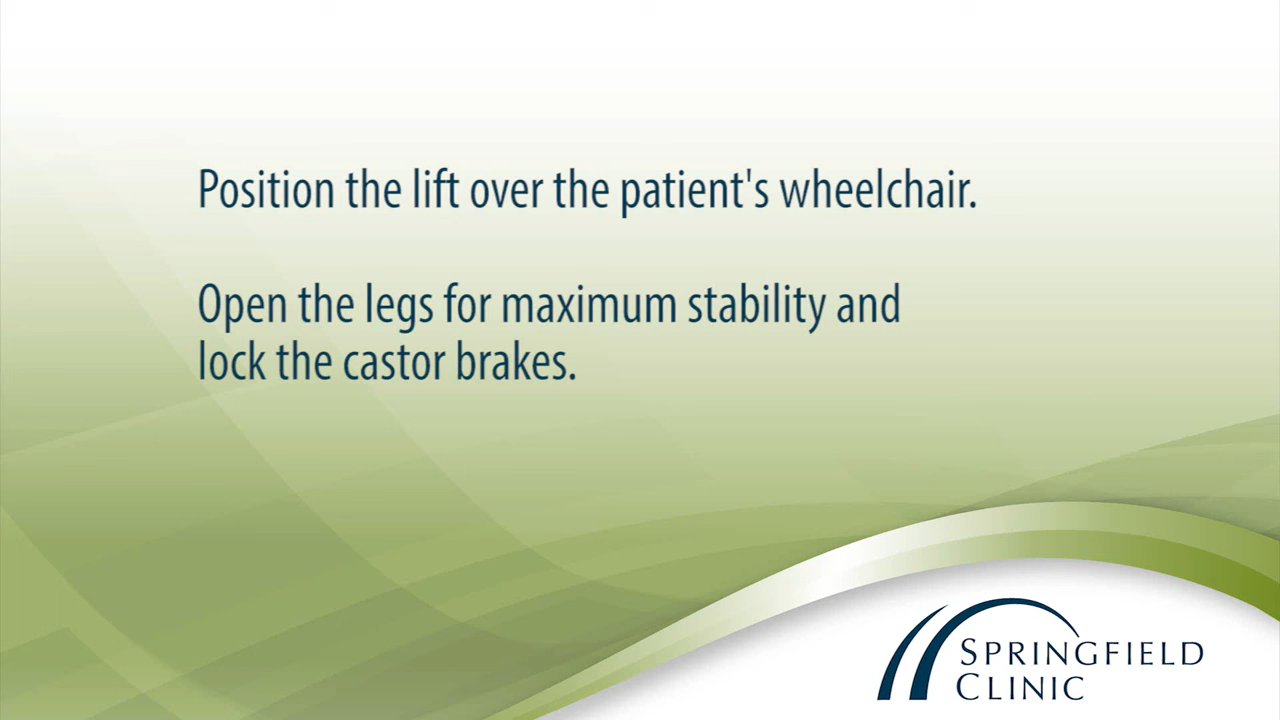 Position the lift over the patient's wheelchair.
Open the legs for maximum stability and
lock the castor brakes.
SPRINGFIELD
CLINIC